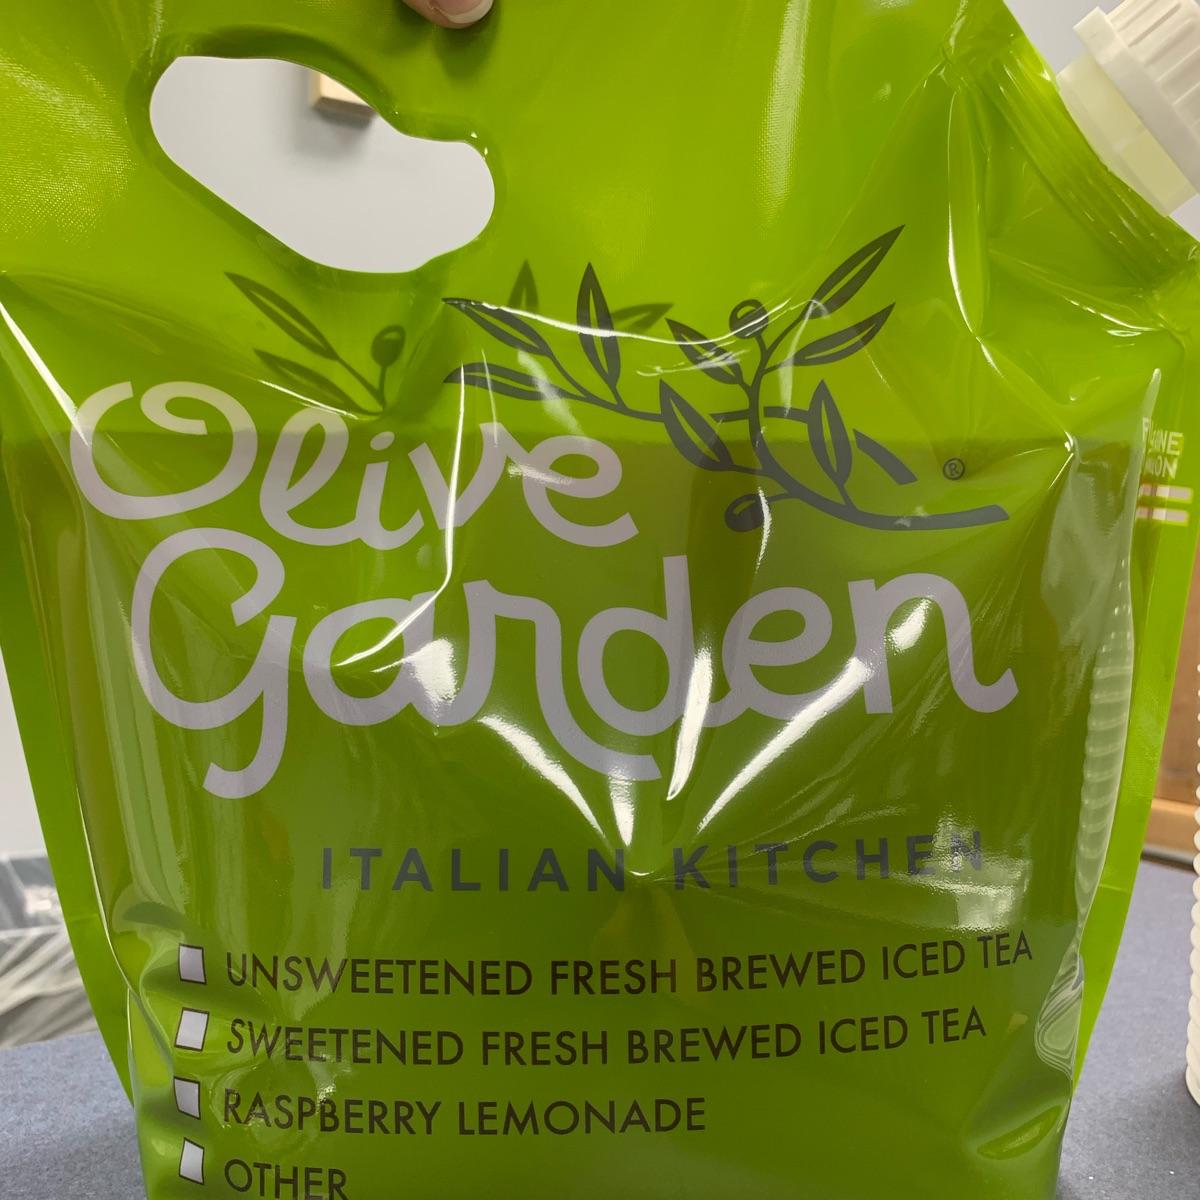 Olive
Garden
®
ITALIAN KITCHEN
UNSWEETENED FRESH BREWED ICED TEA
SWEETENED FRESH BREWED ICED TEA
RASPBERRY LEMONADE
OTHER